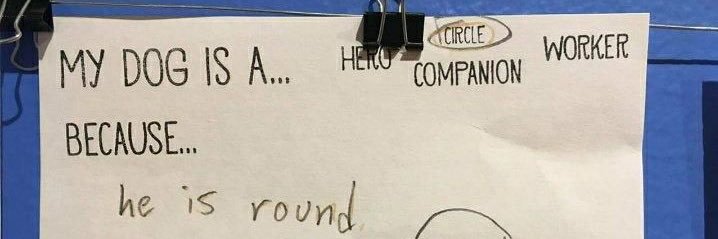 CIRCLE
MY DOG IS A... HERO COMPANION WORKER
BECAUSE...
he is round.